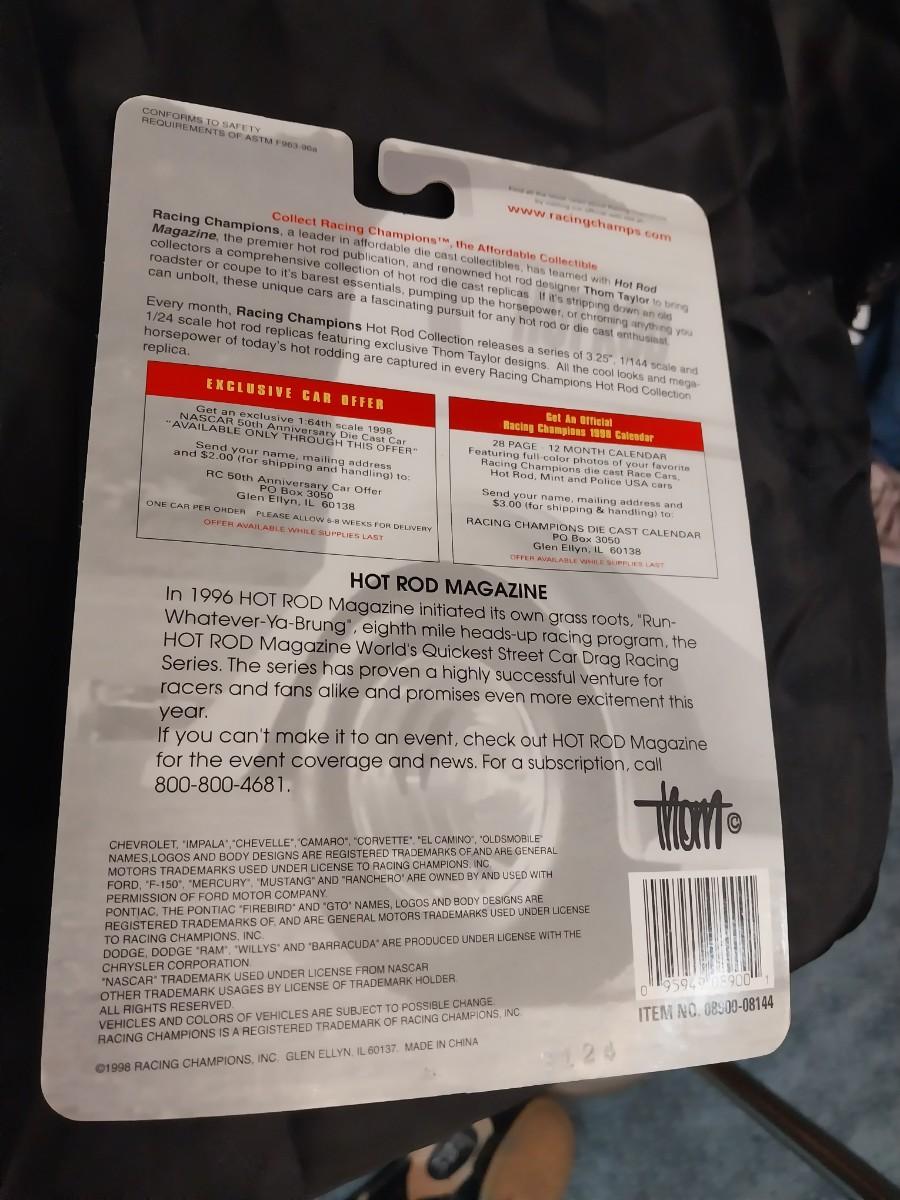 CONFORMS TO SAFETY
REQUIREMENTS OF ASTM F963-96a
www.racingchamps.com
Collect Racing Champions™, the Affordable Collectible
Racing Champions, a leader in affordable die cast collectibles, has teamed with Hot Rod
Magazine, the premier hot rod publication, and renowned hot rod designer Thom Taylor to bring
collectors a comprehensive collection of hot rod die cast replicas. If it's stripping down an old
roadster or coupe to it's barest essentials, pumping up the horsepower, or chroming anything you
can unbolt, these unique cars are a fascinating pursuit for any hot rod or die cast enthusiast.
Every month, Racing Champions Hot Rod Collection releases a series of 3.25", 1/144 scale and
1/24 scale hot rod replicas featuring exclusive Thom Taylor designs. All the cool looks and mega-
horsepower of today's hot rodding are captured in every Racing Champions Hot Rod Collection
replica.
EXCLUSIVE CAR OFFER
Get an exclusive 1:64th scale 1998
NASCAR 50th Anniversary Die Cast Car
"AVAILABLE ONLY THROUGH THIS OFFER"
Send your name, mailing address
and $2.00 (for shipping and handling) to:
RC 50th Anniversary Car Offer
PO Box 3050
Glen Ellyn, IL 60138
ONE CAR PER ORDER PLEASE ALLOW 6-8 WEEKS FOR DELIVERY
OFFER AVAILABLE WHILE SUPPLIES LAST
Get An Official
Racing Champions 1998 Calendar
28 PAGE - 12 MONTH CALENDAR
Featuring full-color photos of your favorite
Racing Champions die cast Race Cars,
Hot Rod, Mint and Police USA cars
Send your name, mailing address and
$3.00 (for shipping & handling) to:
RACING CHAMPIONS DIE CAST CALENDAR
PO Box 3050
Glen Ellyn, IL 60138
OFFER AVAILABLE WHILE SUPPLIES LAST
HOT ROD MAGAZINE
In 1996 HOT ROD Magazine initiated its own grass roots, "Run-
Whatever-Ya-Brung", eighth mile heads-up racing program, the
HOT ROD Magazine World's Quickest Street Car Drag Racing
Series. The series has proven a highly successful venture for
racers and fans alike and promises even more excitement this
year.
If you can't make it to an event, check out HOT ROD Magazine
for the event coverage and news. For a subscription, call
800-800-4681.
Thom ©
CHEVROLET, "IMPALA", "CHEVELLE", "CAMARO", "CORVETTE", "EL CAMINO", "OLDSMOBILE"
NAMES, LOGOS AND BODY DESIGNS ARE REGISTERED TRADEMARKS OF AND ARE GENERAL
MOTORS TRADEMARKS USED UNDER LICENSE TO RACING CHAMPIONS, INC.
FORD, "F-150", "MERCURY", "MUSTANG" AND "RANCHERO" ARE OWNED BY AND USED WITH
PERMISSION OF FORD MOTOR COMPANY.
PONTIAC, THE PONTIAC "FIREBIRD" AND "GTO" NAMES, LOGOS AND BODY DESIGNS ARE
REGISTERED TRADEMARKS OF, AND ARE GENERAL MOTORS TRADEMARKS USED UNDER LICENSE
TO RACING CHAMPIONS, INC.
DODGE, DODGE "RAM", "WILLYS" AND "BARRACUDA" ARE PRODUCED UNDER LICENSE WITH THE
CHRYSLER CORPORATION.
"NASCAR" TRADEMARK USED UNDER LICENSE FROM NASCAR
OTHER TRADEMARK USAGES BY LICENSE OF TRADEMARK HOLDER.
ALL RIGHTS RESERVED.
VEHICLES AND COLORS OF VEHICLES ARE SUBJECT TO POSSIBLE CHANGE.
RACING CHAMPIONS IS A REGISTERED TRADEMARK OF RACING CHAMPIONS, INC.
©1998 RACING CHAMPIONS, INC. GLEN ELLYN, IL 60137. MADE IN CHINA
0 95949 08900 1
ITEM NO. 08900-08144